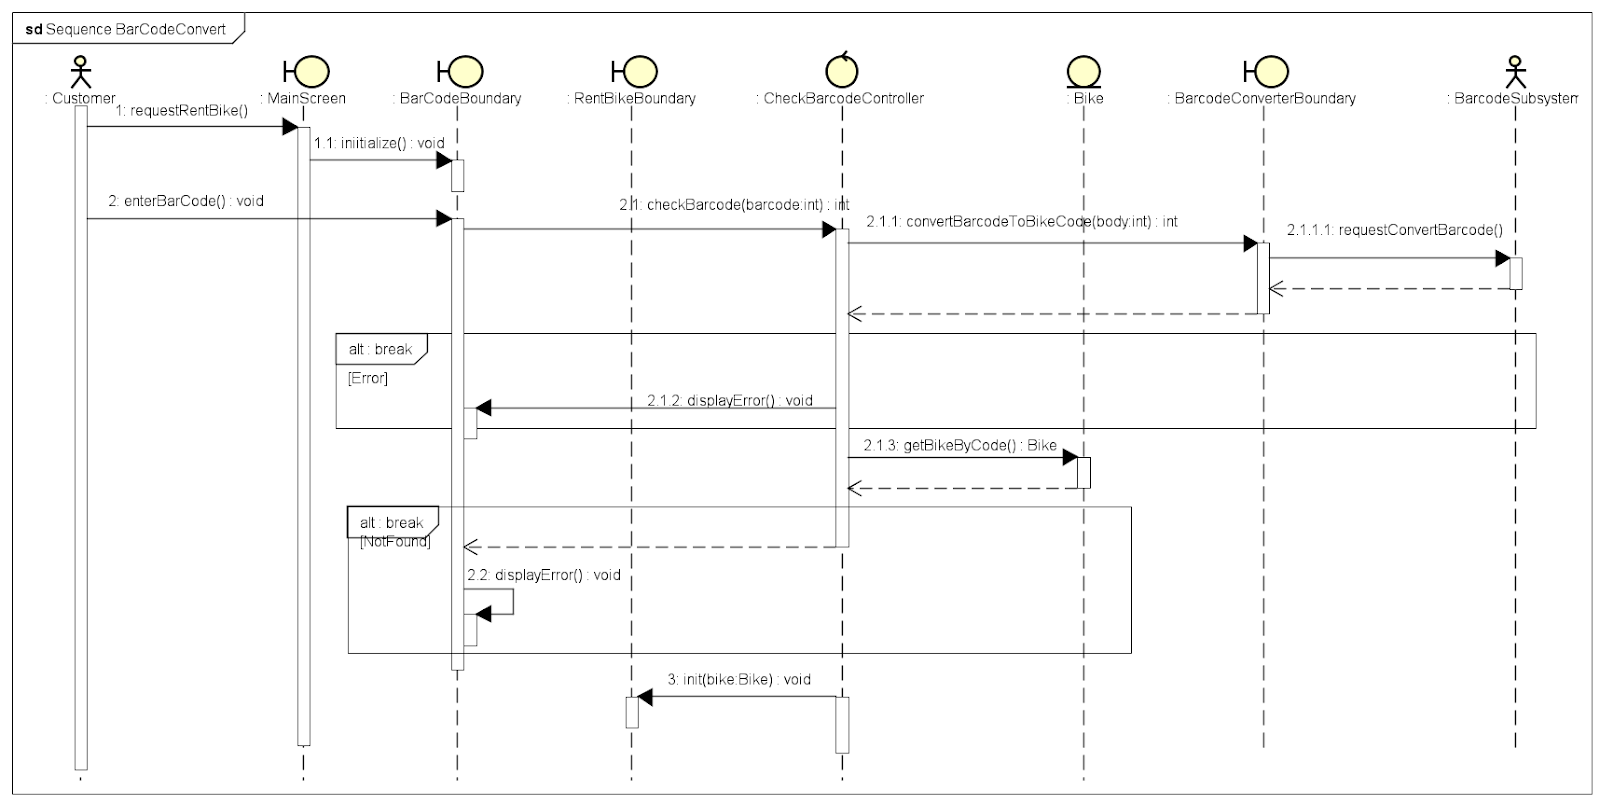 sd Sequence BarCodeConvert
: Customer
: MainScreen
: BarCodeBoundary
: RentBikeBoundary
: CheckBarcodeController
: Bike
: BarcodeConverterBoundary
: BarcodeSubsystem
1: requestRentBike()
1.1: iniitialize() : void
2: enterBarCode() : void
2.1: checkBarcode(barcode:int) : int
2.1.1: convertBarcodeToBikeCode(body:int) : int
2.1.1.1: requestConvertBarcode()
alt : break
[Error]
2.1.2: displayError() : void
2.1.3: getBikeByCode() : Bike
alt : break
[NotFound]
2.2: displayError() : void
3: init(bike:Bike) : void